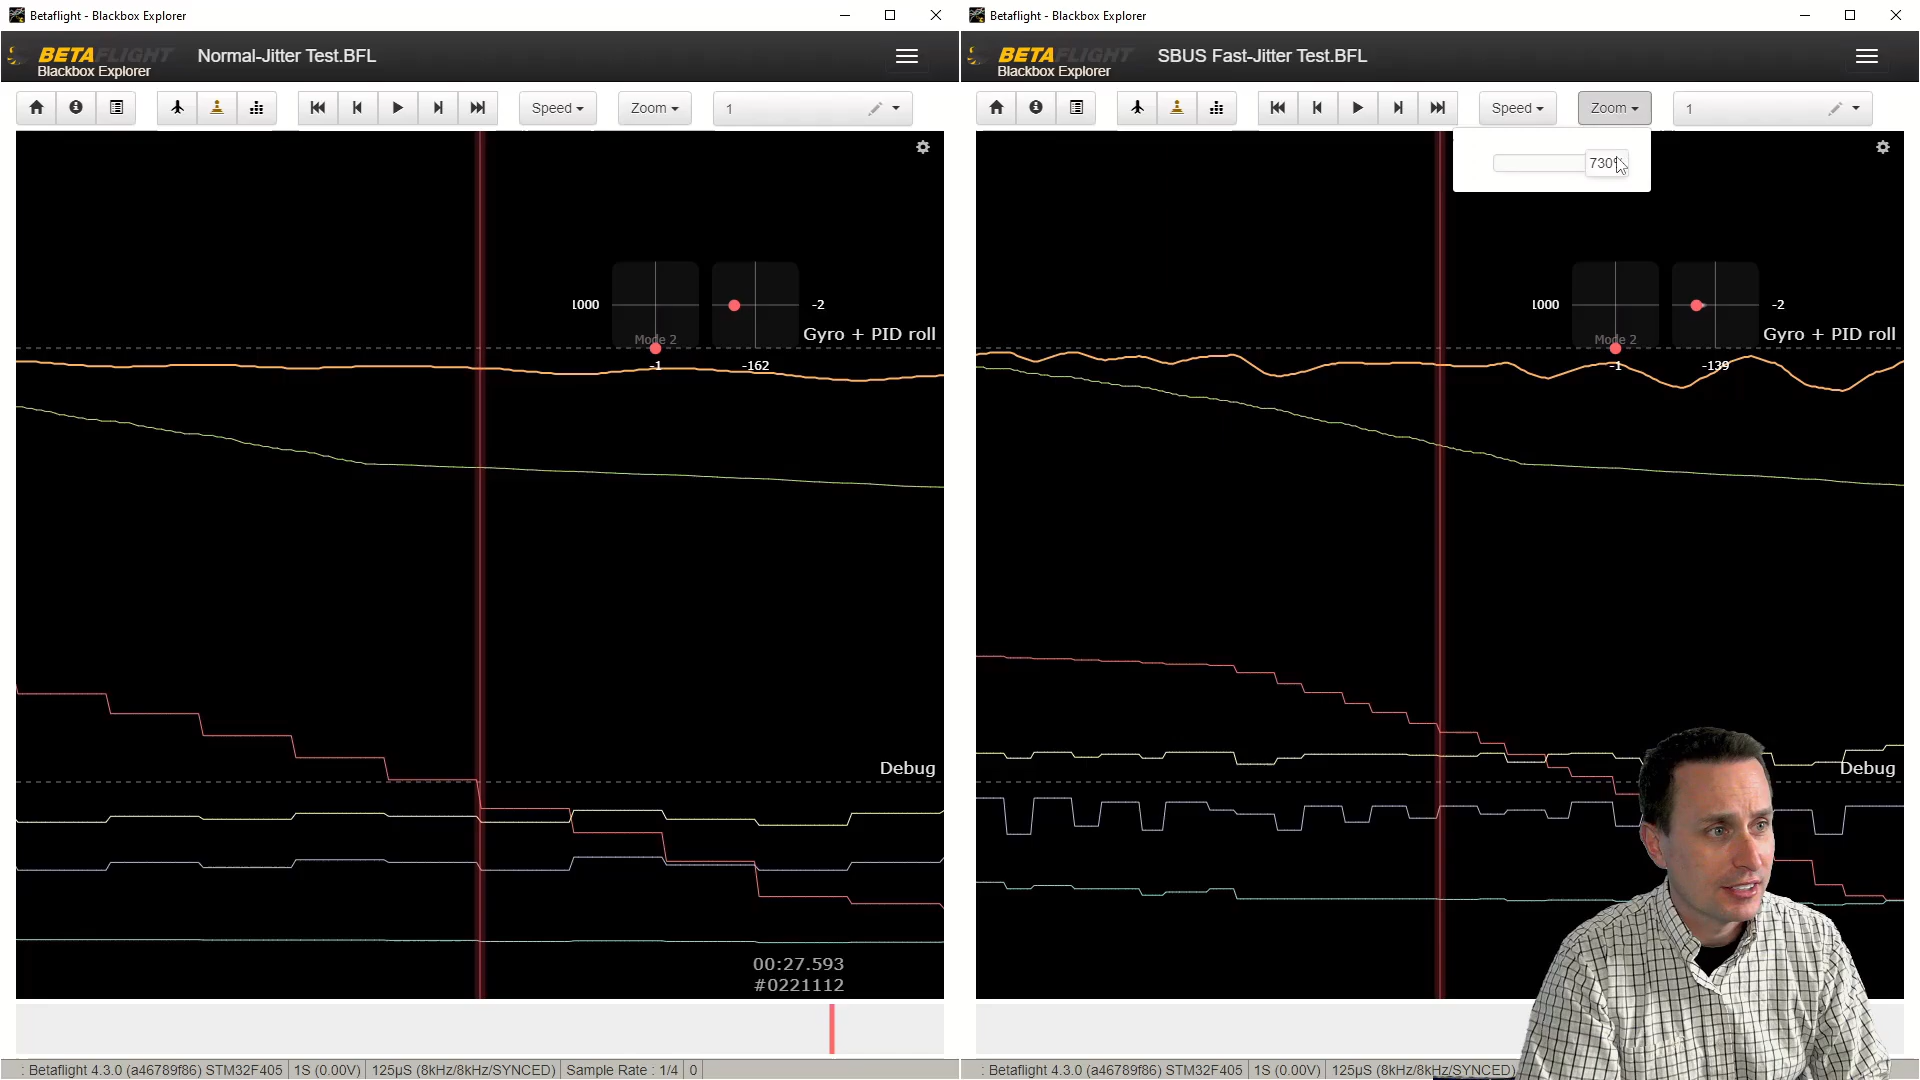 Betaflight - Blackbox Explorer
BETAFLIGHT
Blackbox Explorer
Normal-Jitter Test.BFL
Speed
Zoom
1
1000
-2
Mode 2
Gyro + PID roll
-1
-162
Debug
00:27.593
#0221112
: Betaflight 4.3.0 (a46789f86) STM32F405
1S (0.00V)
125µS (8kHz/8kHz/SYNCED)
Sample Rate : 1/4
0
Betaflight - Blackbox Explorer
BETAFLIGHT
Blackbox Explorer
SBUS Fast-Jitter Test.BFL
Speed
Zoom
1
730%
1000
-2
Mode 2
Gyro + PID roll
-1
-139
Debug
: Betaflight 4.3.0 (a46789f86) STM32F405
1S (0.00V)
125µS (8kHz/8kHz/SYNCED)